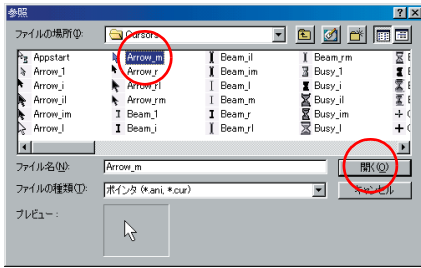 参照
ファイルの場所(I): Cursors
Appstart Arrow_m Beam_il Beam_rm
Arrow_1 Arrow_r Beam_im Busy_1
Arrow_i Arrow_rl Beam_l Busy_i
Arrow_il Arrow_rm Beam_m Busy_il
Arrow_im Beam_1 Beam_r Busy_im
Arrow_l Beam_i Beam_rl Busy_l
ファイル名(N): Arrow_m 開く(O)
ファイルの種類(T): ポインタ (*.ani, *.cur) キャンセル
プレビュー :